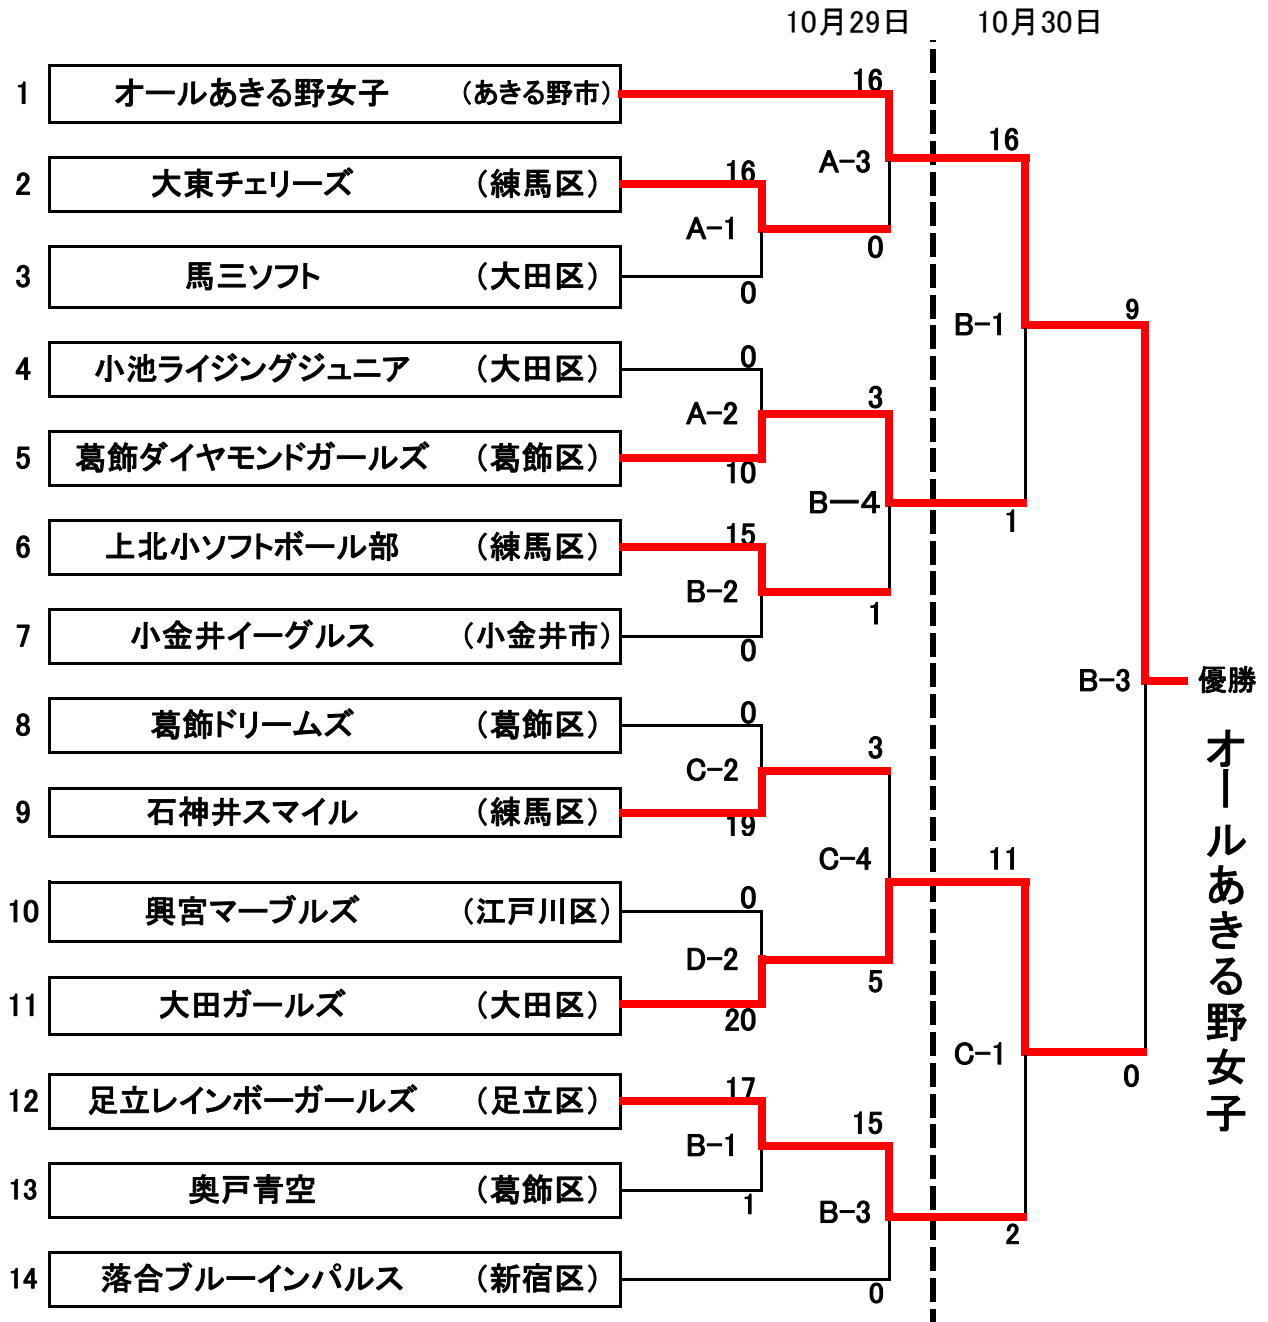 10月29日 10月30日
1 オールあきる野女子 (あきる野市) 16
16
A-3
2 大東チェリーズ (練馬区) 16
A-1
0
3 馬三ソフト (大田区)
0
B-1
9
4 小池ライジングジュニア (大田区) 0
A-2
3
5 葛飾ダイヤモンドガールズ (葛飾区)
10
B－4
1
6 上北小ソフトボール部 (練馬区) 15
B-2
1
7 小金井イーグルス (小金井市)
0
B-3 優勝
オールあきる野女子
8 葛飾ドリームズ (葛飾区) 0
C-2
3
9 石神井スマイル (練馬区)
19
C-4
11
10 興宮マーブルズ (江戸川区) 0
D-2
5
11 大田ガールズ (大田区)
20
C-1
0
12 足立レインボーガールズ (足立区) 17
B-1
15
13 奥戸青空 (葛飾区)
1
B-3
2
14 落合ブルーインパルス (新宿区)
0